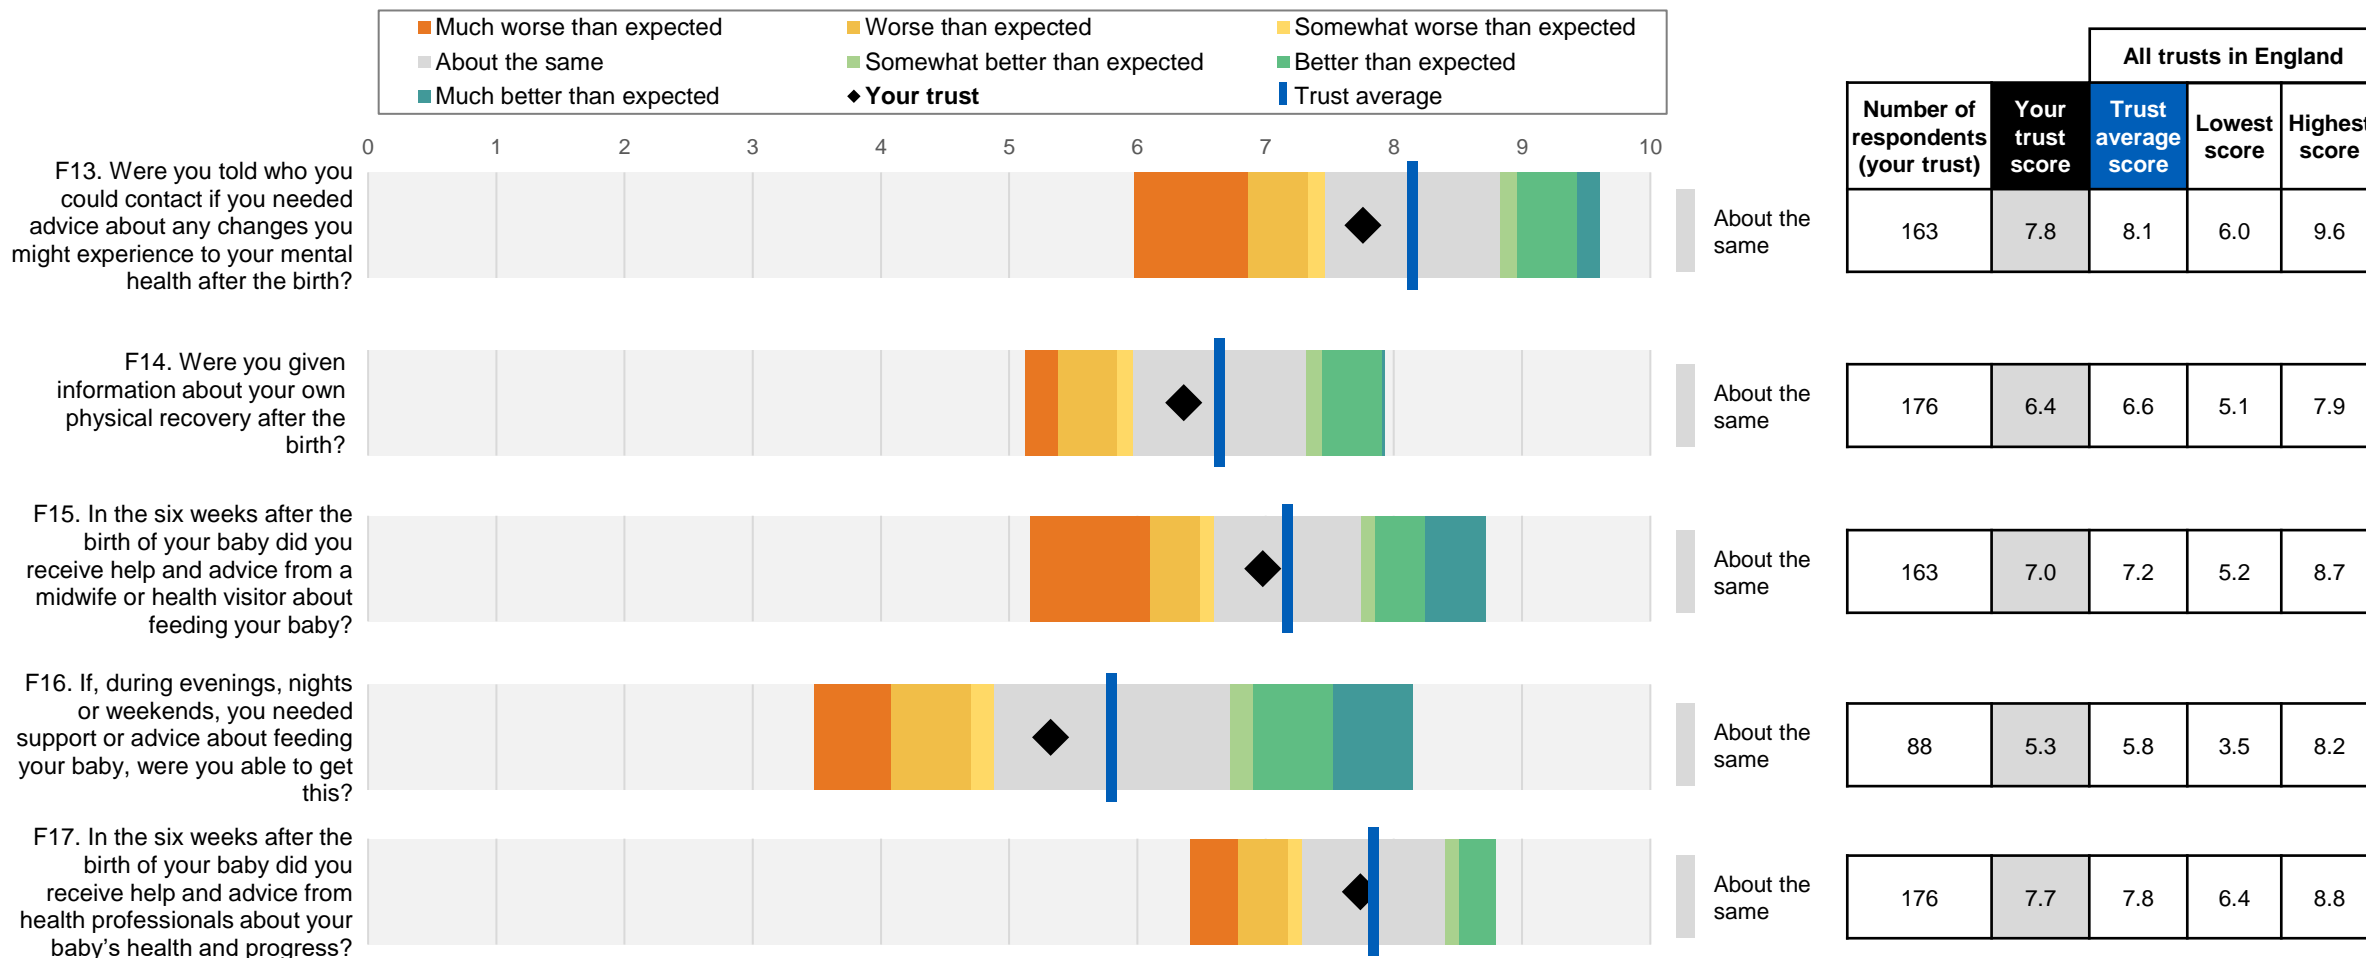 Much worse than expected
Worse than expected
Somewhat worse than expected
About the same
Somewhat better than expected
Better than expected
Much better than expected
Your trust
Trust average
All trusts in England
Number of
respondents
(your trust)
Your
trust
score
Trust
average
score
Lowest
score
Highest
score
0 1 2 3 4 5 6 7 8 9 10
F13. Were you told who you
could contact if you needed
advice about any changes you
might experience to your mental
health after the birth?
About the
same
163 7.8 8.1 6.0 9.6
F14. Were you given
information about your own
physical recovery after the
birth?
About the
same
176 6.4 6.6 5.1 7.9
F15. In the six weeks after the
birth of your baby did you
receive help and advice from a
midwife or health visitor about
feeding your baby?
About the
same
163 7.0 7.2 5.2 8.7
F16. If, during evenings, nights
or weekends, you needed
support or advice about feeding
your baby, were you able to get
this?
About the
same
88 5.3 5.8 3.5 8.2
F17. In the six weeks after the
birth of your baby did you
receive help and advice from
health professionals about your
baby’s health and progress?
About the
same
176 7.7 7.8 6.4 8.8